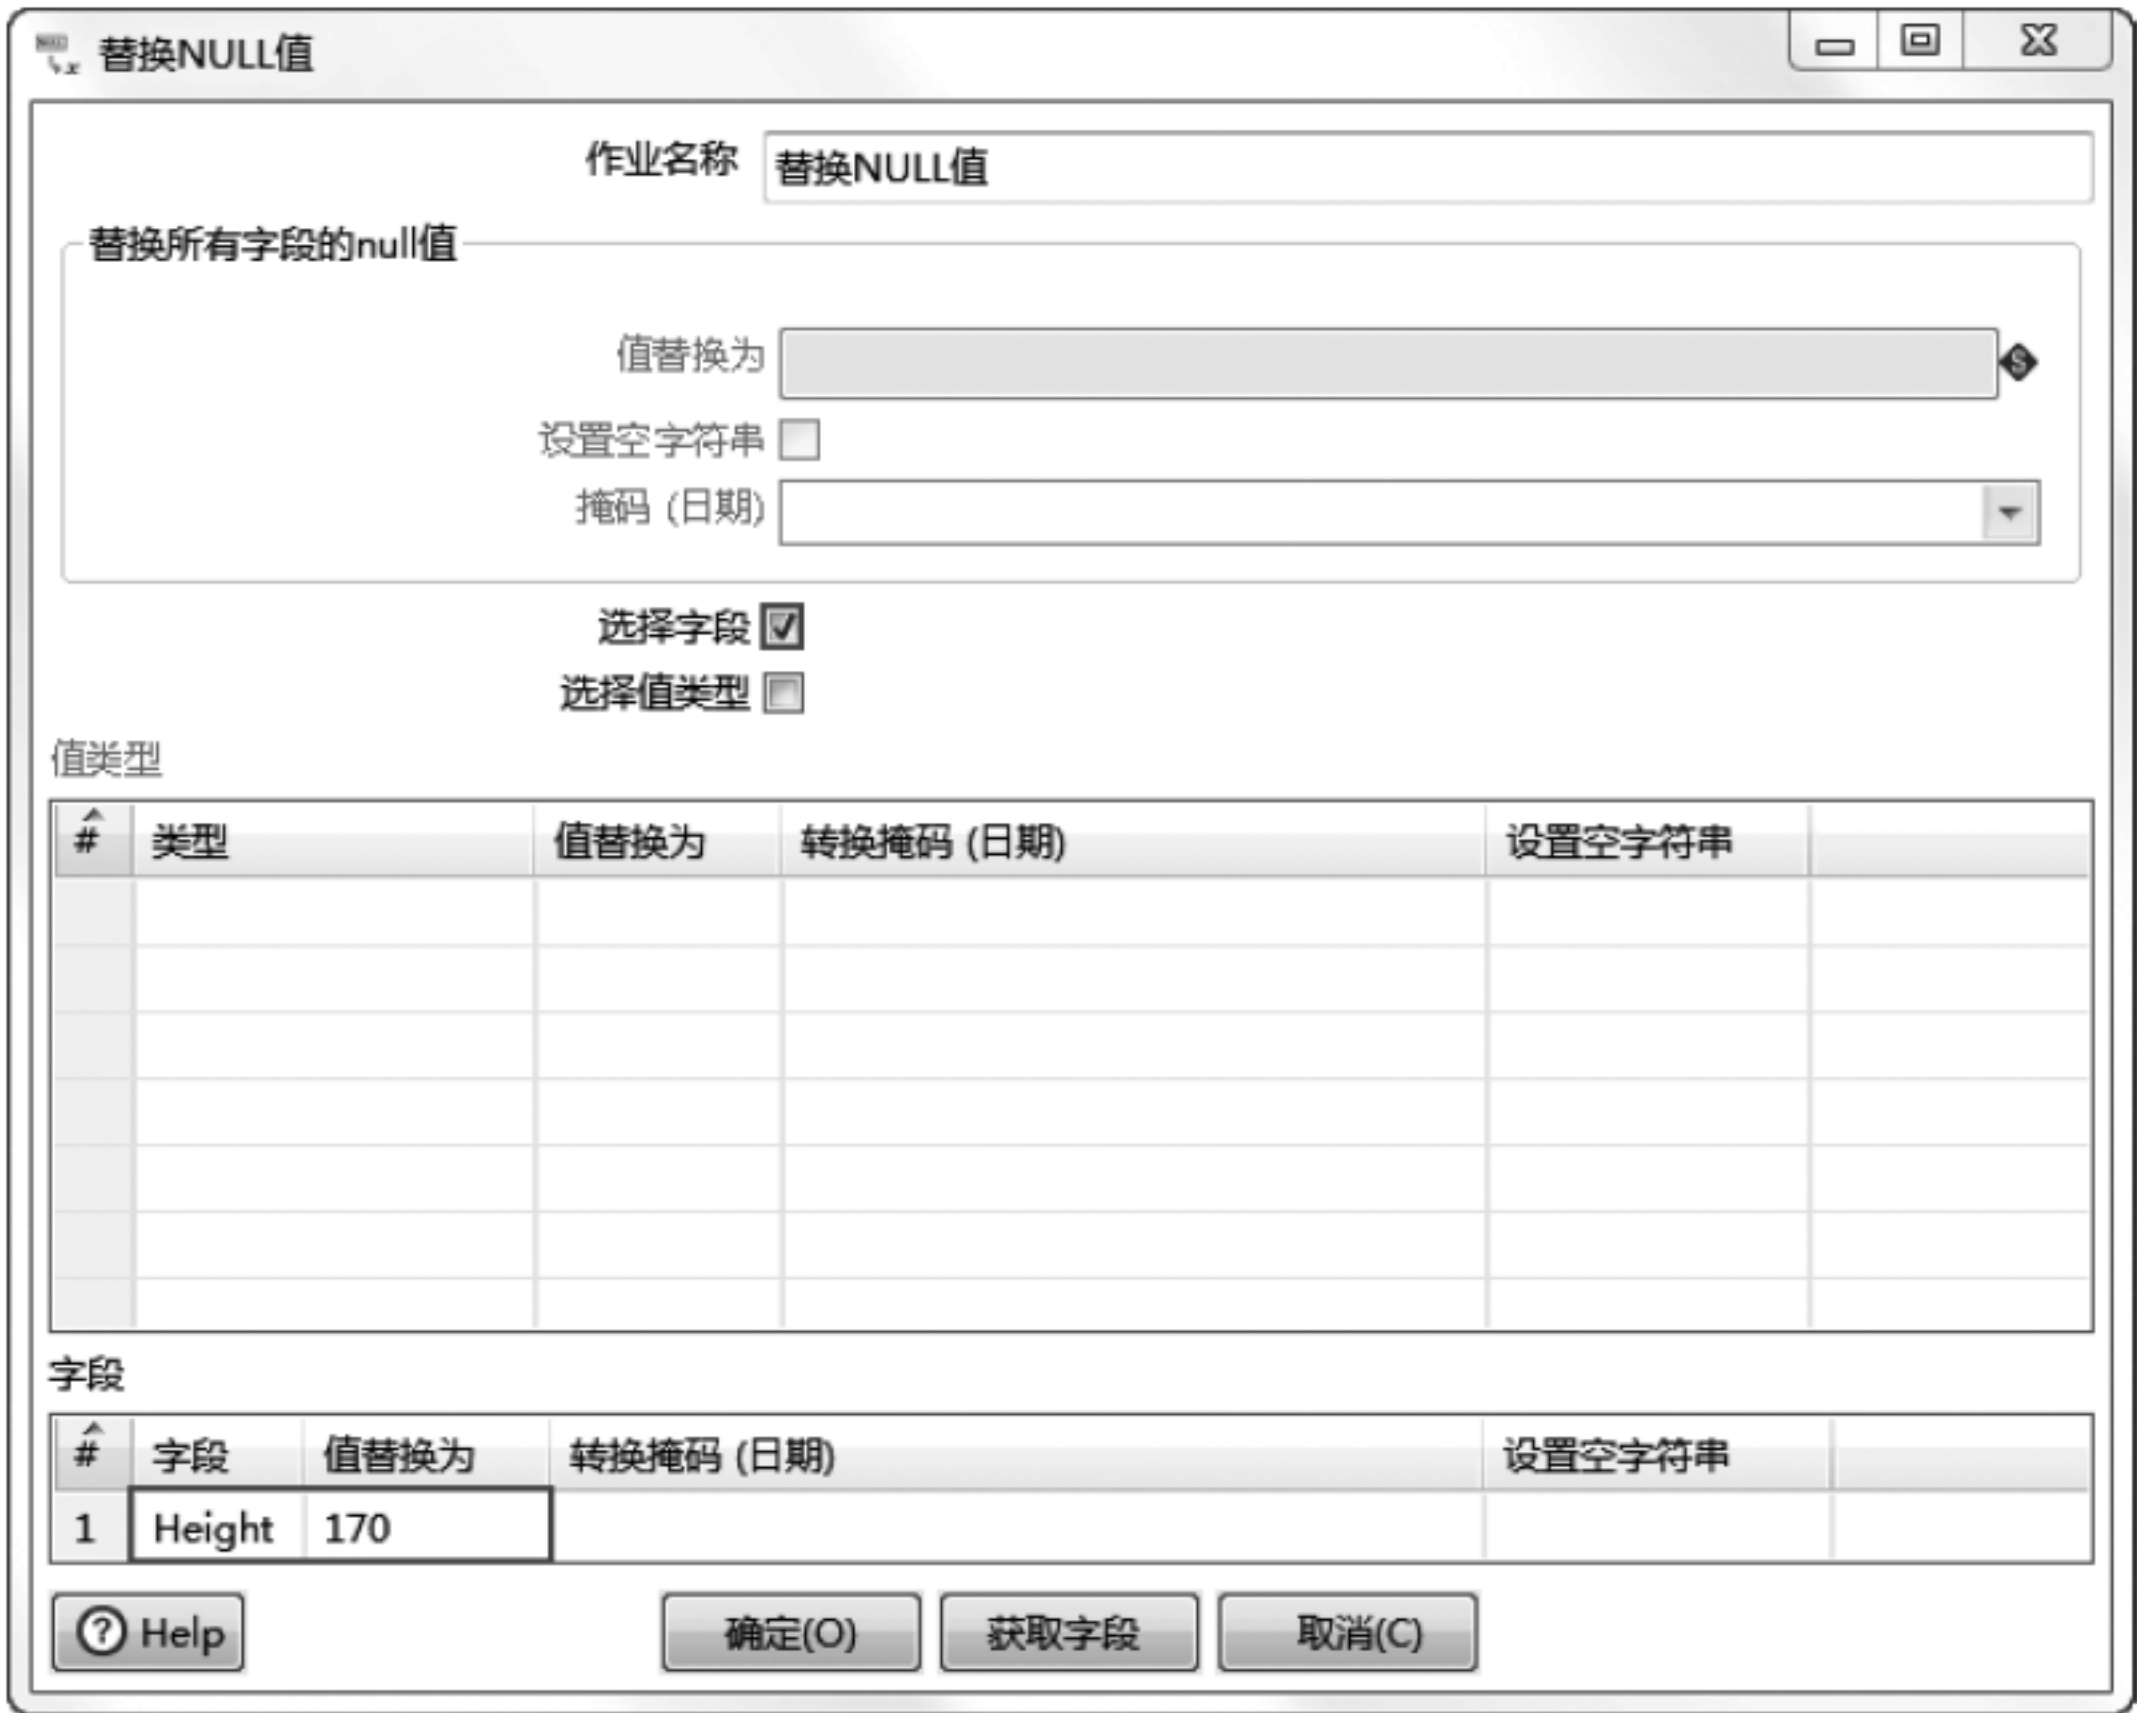 替换NULL值
作业名称 替换NULL值
替换所有字段的null值
值替换为
设置空字符串
掩码 (日期)
选择字段
选择值类型
值类型
# 类型 值替换为 转换掩码 (日期) 设置空字符串
字段
# 字段 值替换为 转换掩码 (日期) 设置空字符串
1 Height 170
Help 确定(O) 获取字段 取消(C)